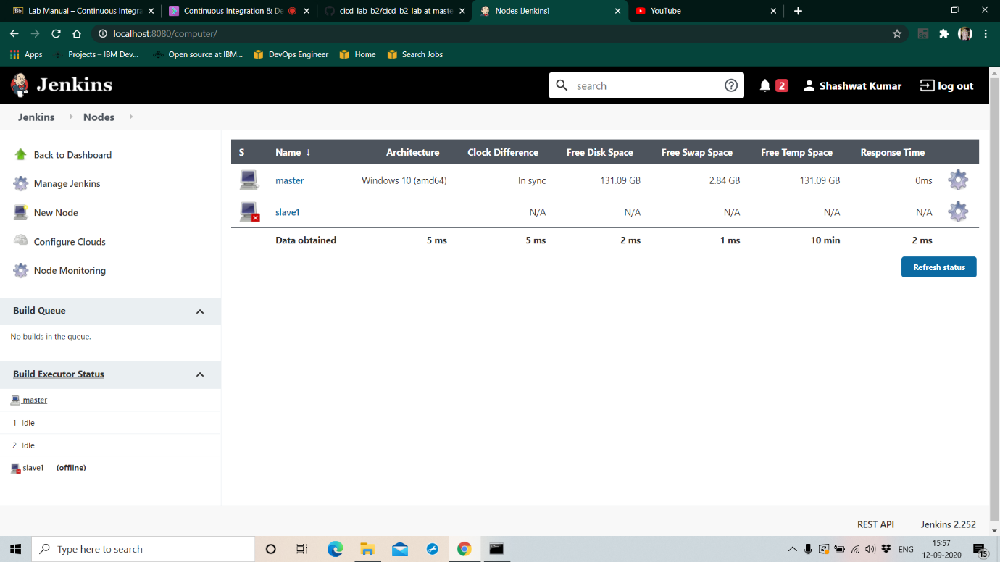 Lab Manual – Continuous Integra
Continuous Integration & De
cicd_lab_b2/cicd_b2_lab at maste
Nodes [Jenkins]
YouTube
localhost:8080/computer/
Apps
Projects – IBM Dev...
Open source at IBM...
DevOps Engineer
Home
Search Jobs
Jenkins
search
2
Shashwat Kumar
log out
Jenkins
Nodes
Back to Dashboard
Manage Jenkins
New Node
Configure Clouds
Node Monitoring
Build Queue
No builds in the queue.
Build Executor Status
master
1 Idle
2 Idle
slave1 (offline)
S Name ↓ Architecture Clock Difference Free Disk Space Free Swap Space Free Temp Space Response Time
master Windows 10 (amd64) In sync 131.09 GB 2.84 GB 131.09 GB 0ms
slave1 N/A N/A N/A N/A N/A
Data obtained 5 ms 5 ms 2 ms 1 ms 10 min 2 ms
Refresh status
REST API Jenkins 2.252
Type here to search
ENG
15:57
12-09-2020
15